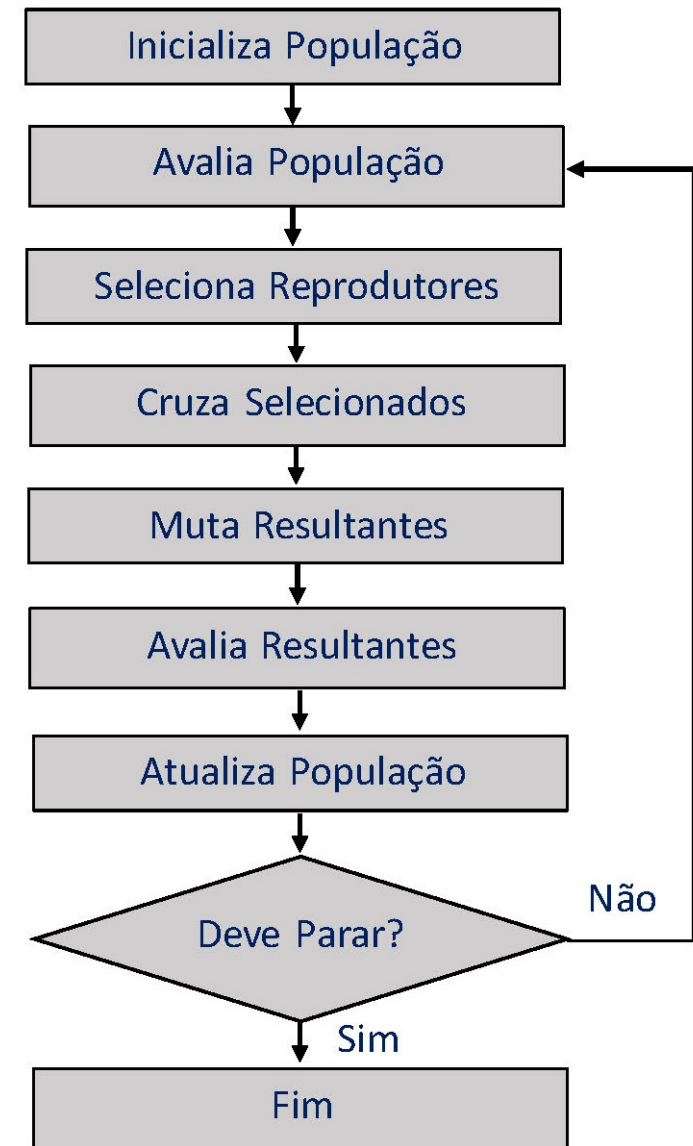 Inicializa População
Avalia População
Seleciona Reprodutores
Cruza Selecionados
Muta Resultantes
Avalia Resultantes
Atualiza População
Deve Parar?
Não
Sim
Fim